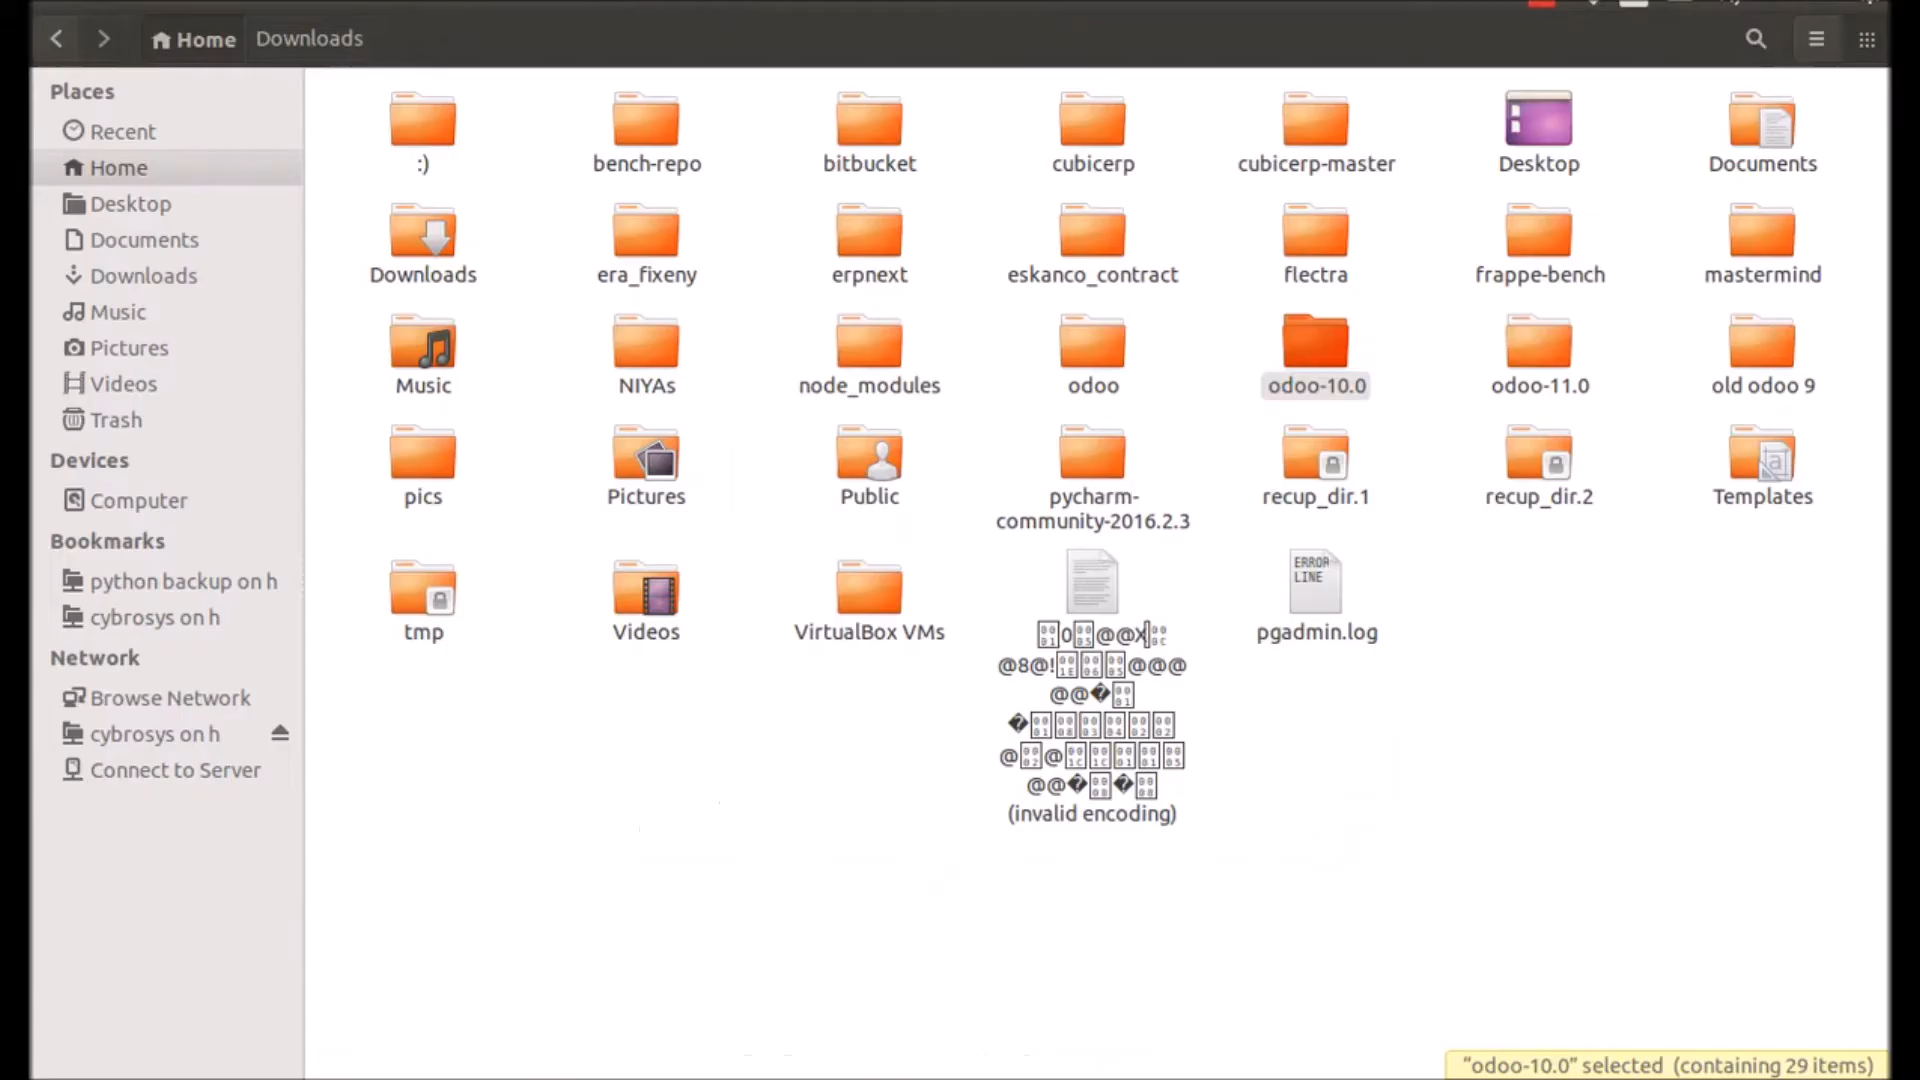 Home Downloads
Places
Recent
Home
Desktop
Documents
Downloads
Music
Pictures
Videos
Trash
Devices
Computer
Bookmarks
python backup on h
cybrosys on h
Network
Browse Network
cybrosys on h
Connect to Server
:) bench-repo bitbucket cubicerp cubicerp-master Desktop Documents
Downloads era_fixeny erpnext eskanco_contract flectra frappe-bench mastermind
Music NIYAs node_modules odoo odoo-10.0 odoo-11.0 old odoo 9
pics Pictures Public pycharm-community-2016.2.3 recup_dir.1 recup_dir.2 Templates
ERROR
LINE
tmp Videos VirtualBox VMs pgadmin.log
(invalid encoding)
"odoo-10.0" selected (containing 29 items)